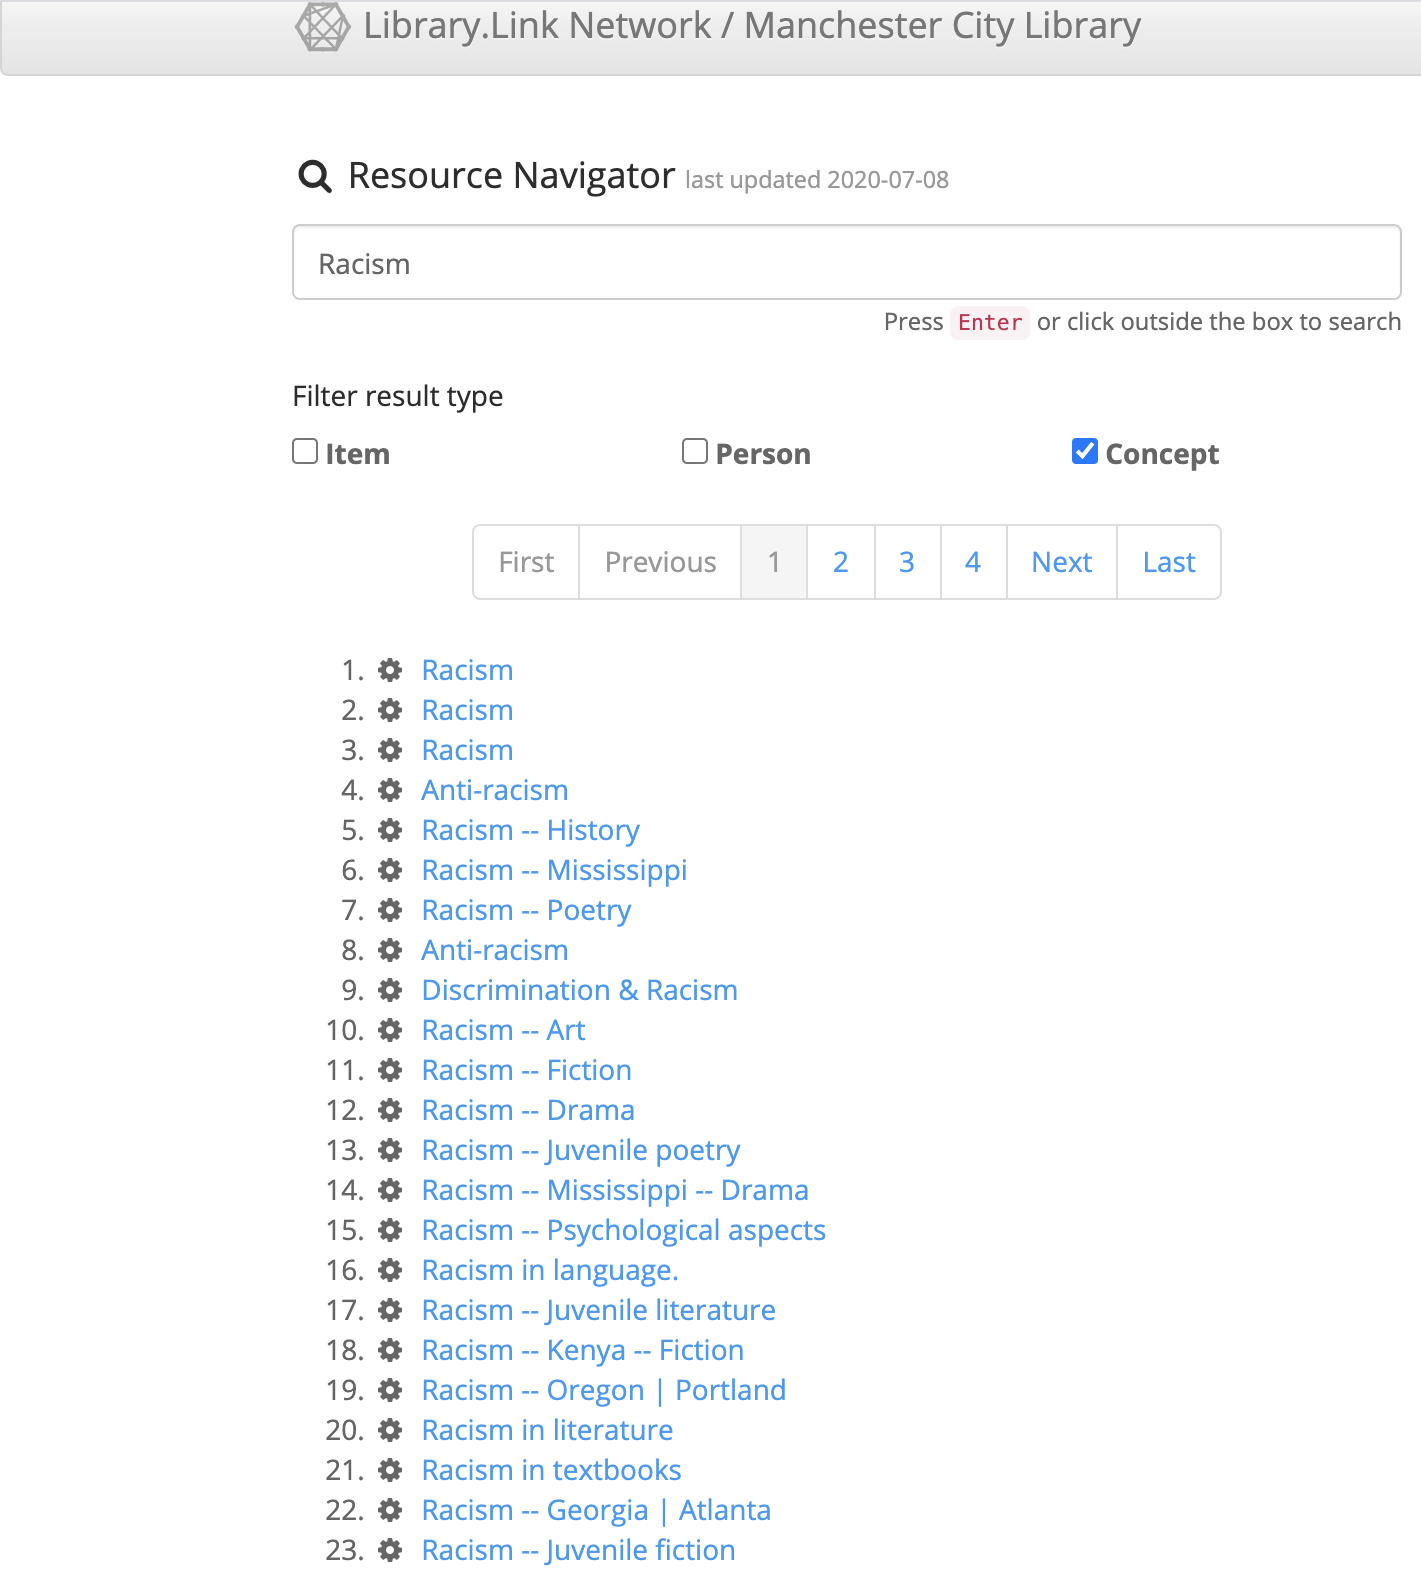 Library.Link Network / Manchester City Library
Resource Navigator last updated 2020-07-08
Racism
Press Enter or click outside the box to search
Filter result type
Item Person Concept
First Previous 1 2 3 4 Next Last
1. Racism
2. Racism
3. Racism
4. Anti-racism
5. Racism -- History
6. Racism -- Mississippi
7. Racism -- Poetry
8. Anti-racism
9. Discrimination & Racism
10. Racism -- Art
11. Racism -- Fiction
12. Racism -- Drama
13. Racism -- Juvenile poetry
14. Racism -- Mississippi -- Drama
15. Racism -- Psychological aspects
16. Racism in language.
17. Racism -- Juvenile literature
18. Racism -- Kenya -- Fiction
19. Racism -- Oregon | Portland
20. Racism in literature
21. Racism in textbooks
22. Racism -- Georgia | Atlanta
23. Racism -- Juvenile fiction